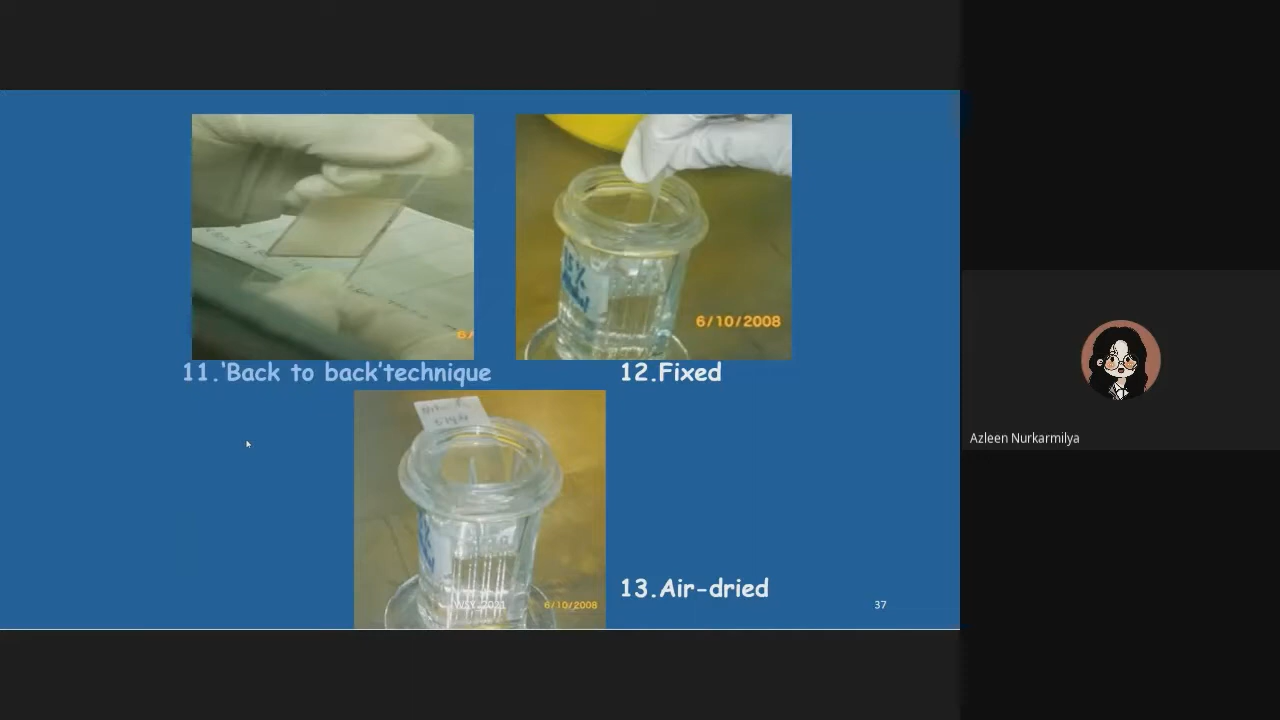 6/10/2008
11.‘Back to back’technique
12.Fixed
13.Air-dried
WSY_2021
6/10/2008
37
Azleen Nurkarmilya